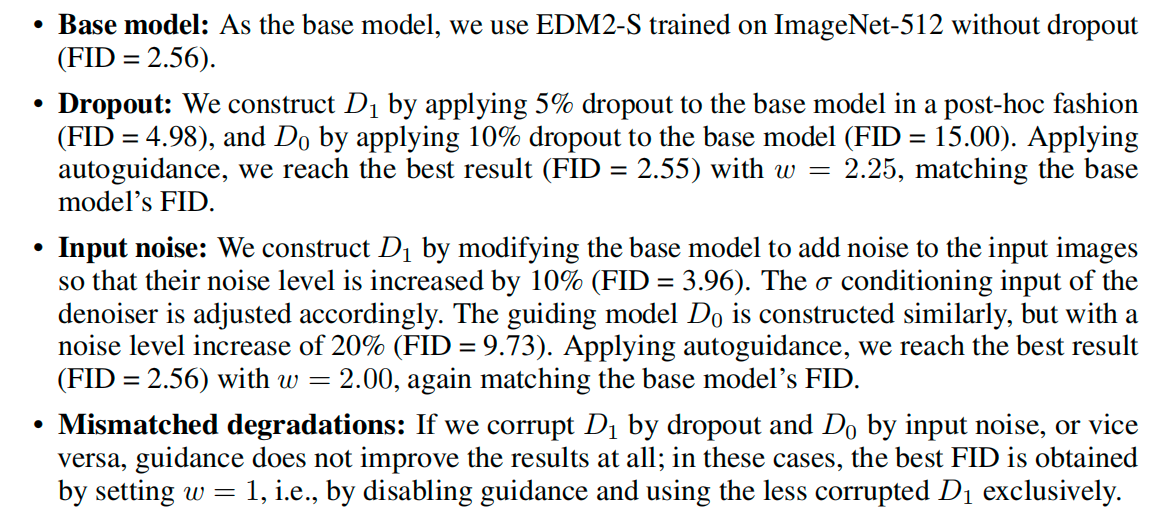 • Base model: As the base model, we use EDM2-S trained on ImageNet-512 without dropout
(FID = 2.56).
• Dropout: We construct D₁ by applying 5% dropout to the base model in a post-hoc fashion
(FID = 4.98), and D₀ by applying 10% dropout to the base model (FID = 15.00). Applying
autoguidance, we reach the best result (FID = 2.55) with w = 2.25, matching the base
model's FID.
• Input noise: We construct D₁ by modifying the base model to add noise to the input images
so that their noise level is increased by 10% (FID = 3.96). The σ conditioning input of the
denoiser is adjusted accordingly. The guiding model D₀ is constructed similarly, but with a
noise level increase of 20% (FID = 9.73). Applying autoguidance, we reach the best result
(FID = 2.56) with w = 2.00, again matching the base model's FID.
• Mismatched degradations: If we corrupt D₁ by dropout and D₀ by input noise, or vice
versa, guidance does not improve the results at all; in these cases, the best FID is obtained
by setting w = 1, i.e., by disabling guidance and using the less corrupted D₁ exclusively.